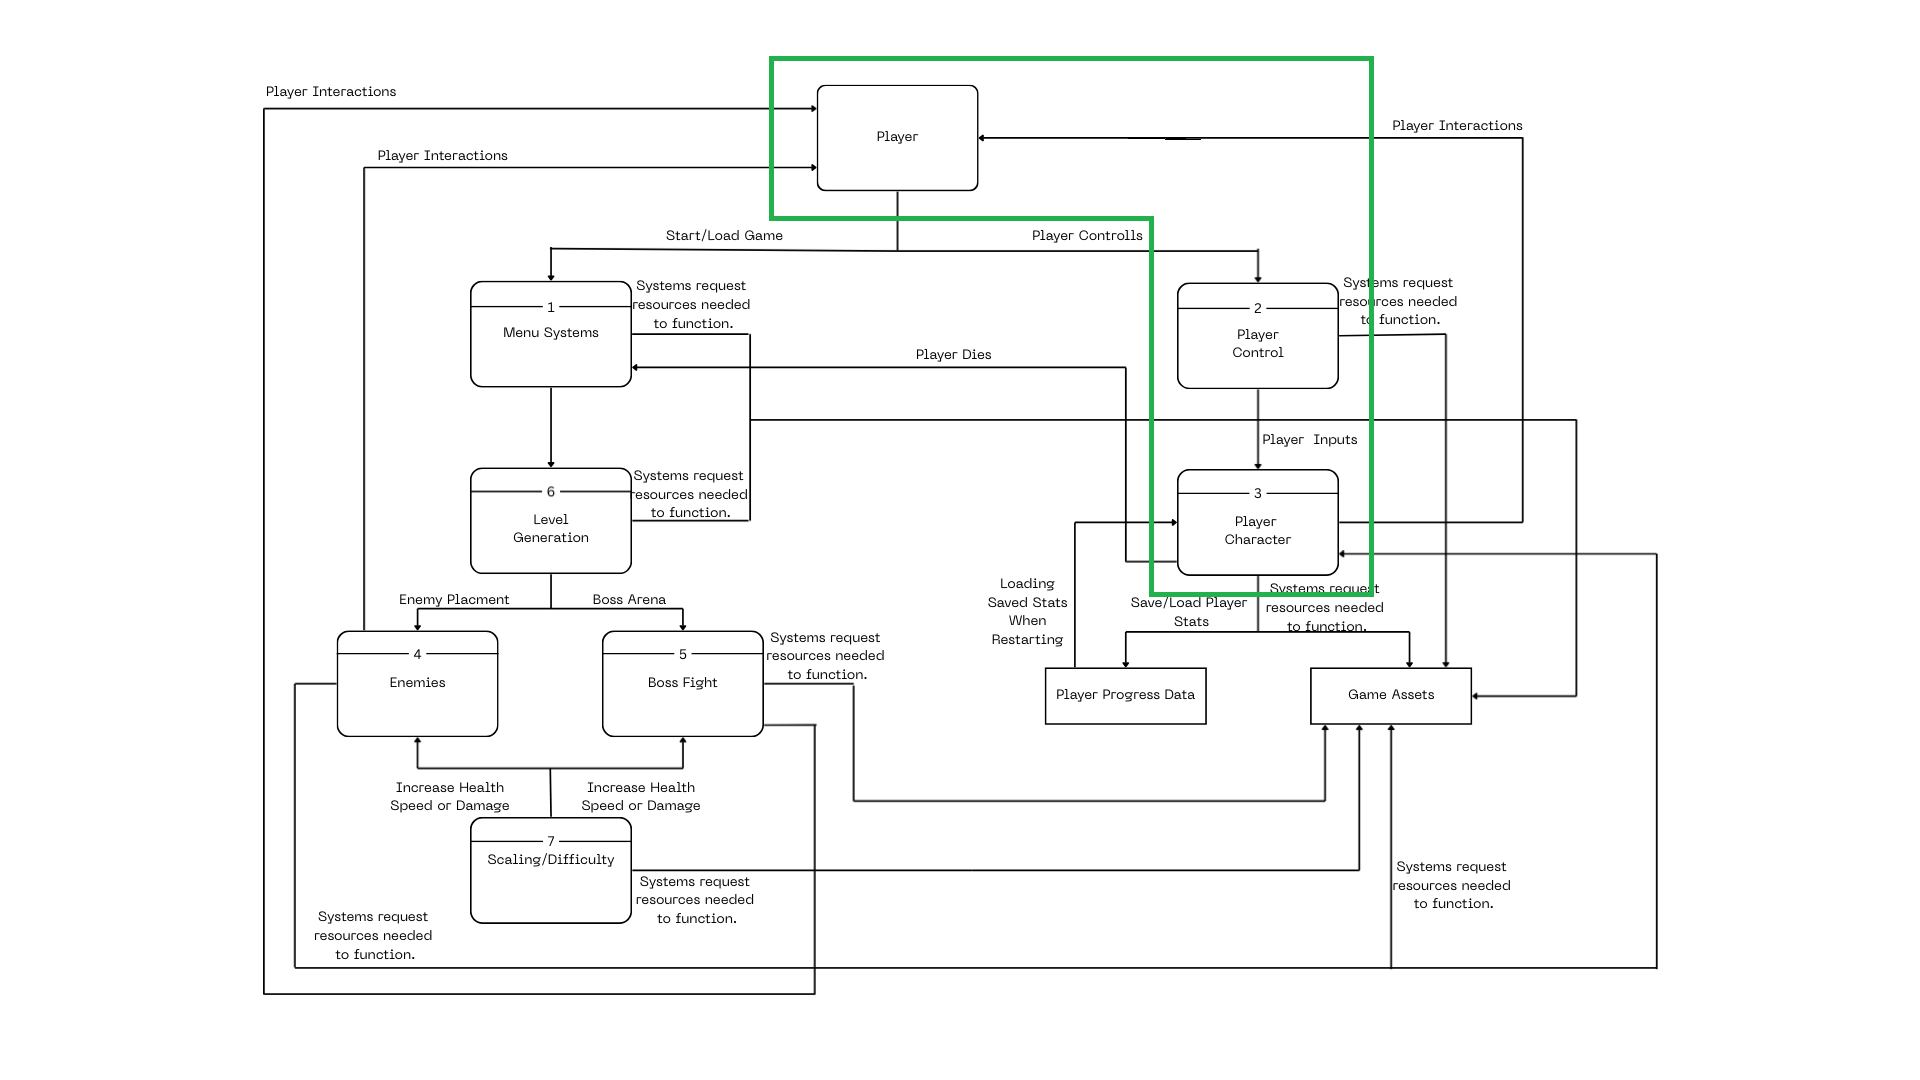 Player Interactions
Player
Player Interactions
Player Interactions
Start/Load Game
Player Controlls
1
Menu Systems
Systems request
resources needed
to function.
2
Player
Control
Systems request
resources needed
to function.
Player Dies
Player Inputs
6
Level
Generation
Systems request
resources needed
to function.
3
Player
Character
Enemy Placment
Boss Arena
Loading
Saved Stats
When
Restarting
Save/Load Player
Stats
Systems request
resources needed
to function.
4
Enemies
5
Boss Fight
Systems request
resources needed
to function.
Player Progress Data
Game Assets
Increase Health
Speed or Damage
Increase Health
Speed or Damage
7
Scaling/Difficulty
Systems request
resources needed
to function.
Systems request
resources needed
to function.
Systems request
resources needed
to function.